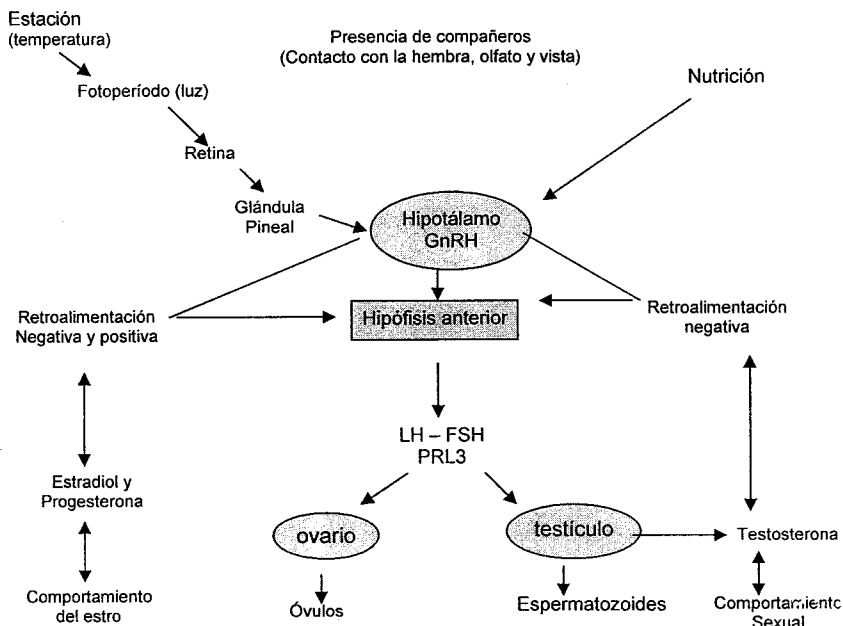 Estación
(temperatura)
Presencia de compañeros
(Contacto con la hembra, olfato y vista)
Fotoperíodo (luz)
Nutrición
Retina
Glándula
Pineal
Hipotálamo
GnRH
Retroalimentación
Negativa y positiva
Hipófisis anterior
Retroalimentación
negativa
LH – FSH
PRL3
Estradiol y
Progesterona
ovario
testículo
Testosterona
Comportamiento
del estro
Óvulos
Espermatozoides
Comportamiento
Sexual